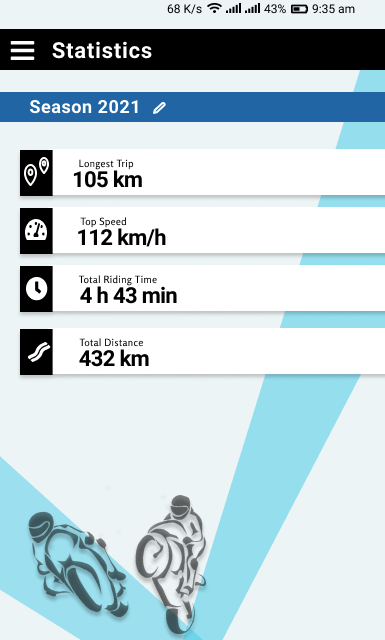 68 K/s 43% 9:35 am
Statistics
Season 2021
Longest Trip
105 km
Top Speed
112 km/h
Total Riding Time
4 h 43 min
Total Distance
432 km